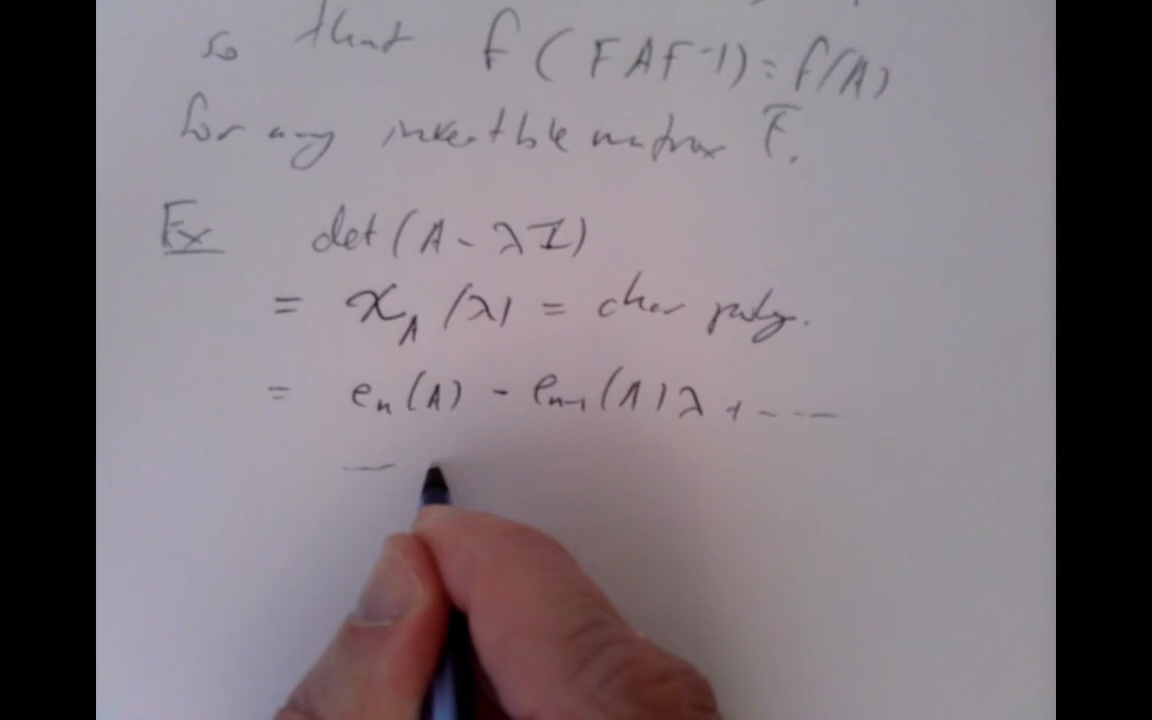 so that f(FAF⁻¹) = f(A)
for any invertible matrix F.
Ex det(A - λI)
= χ_A(λ) = char poly.
= e_n(A) - e_{n-1}(A)λ + ----
—